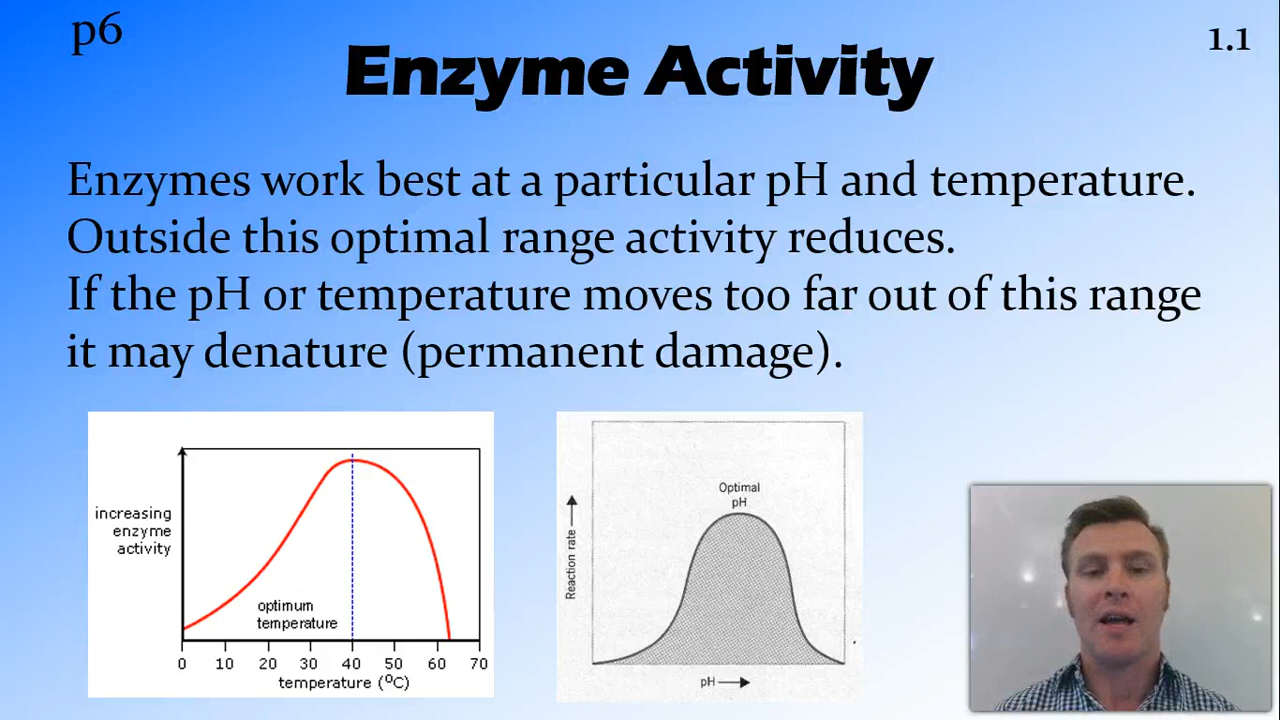 p6
1.1
Enzyme Activity
Enzymes work best at a particular pH and temperature.
Outside this optimal range activity reduces.
If the pH or temperature moves too far out of this range
it may denature (permanent damage).
increasing
enzyme
activity
optimum
temperature
0 10 20 30 40 50 60 70
temperature (⁰C)
Optimal
pH
Reaction rate
pH